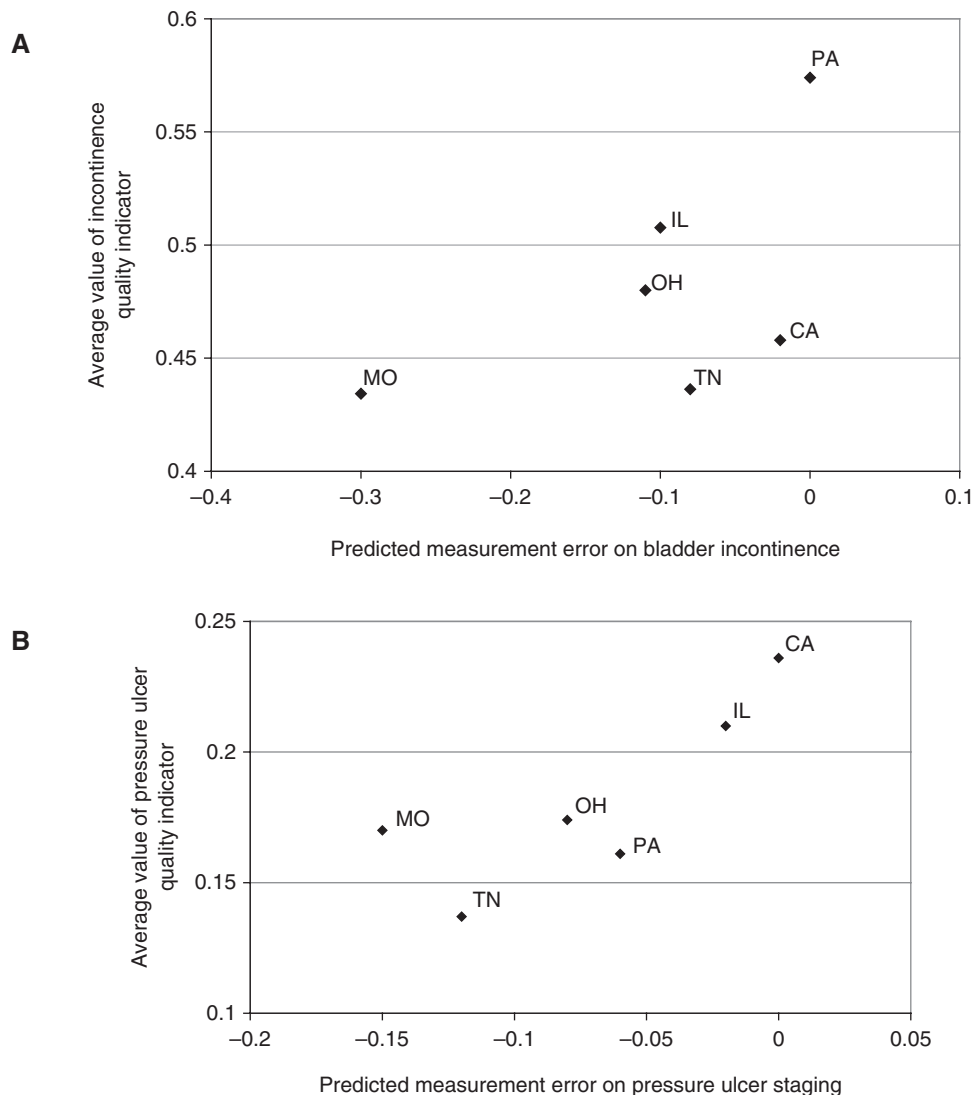 A
Average value of incontinence
quality indicator
0.6
0.55
0.5
0.45
0.4
PA
IL
OH
CA
MO
TN
−0.4
−0.3
−0.2
−0.1
0
0.1
Predicted measurement error on bladder incontinence
B
Average value of pressure ulcer
quality indicator
0.25
0.2
0.15
0.1
CA
IL
MO
OH
PA
TN
−0.2
−0.15
−0.1
−0.05
0
0.05
Predicted measurement error on pressure ulcer staging